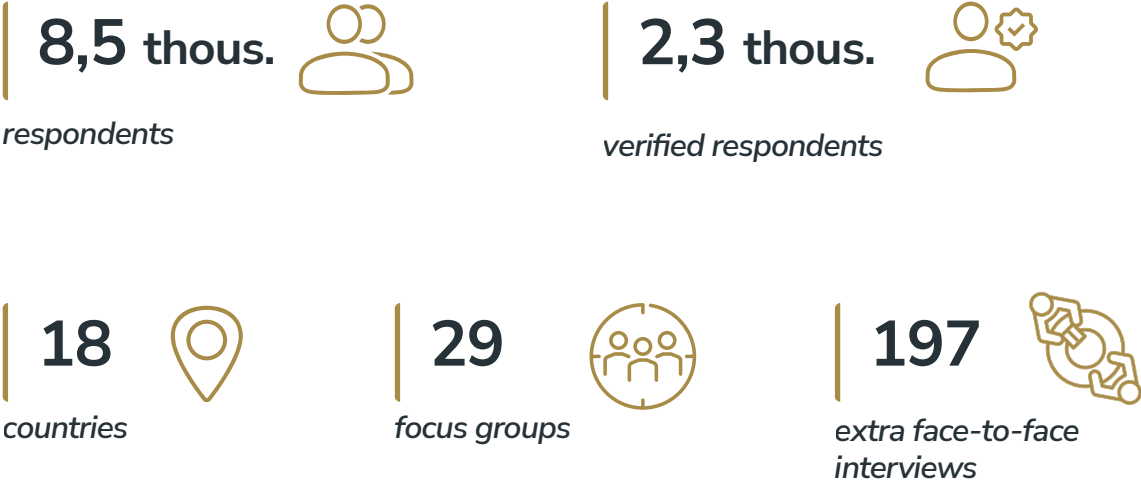 8,5 thous.
respondents
2,3 thous.
verified respondents
18
countries
29
focus groups
197
extra face-to-face
interviews